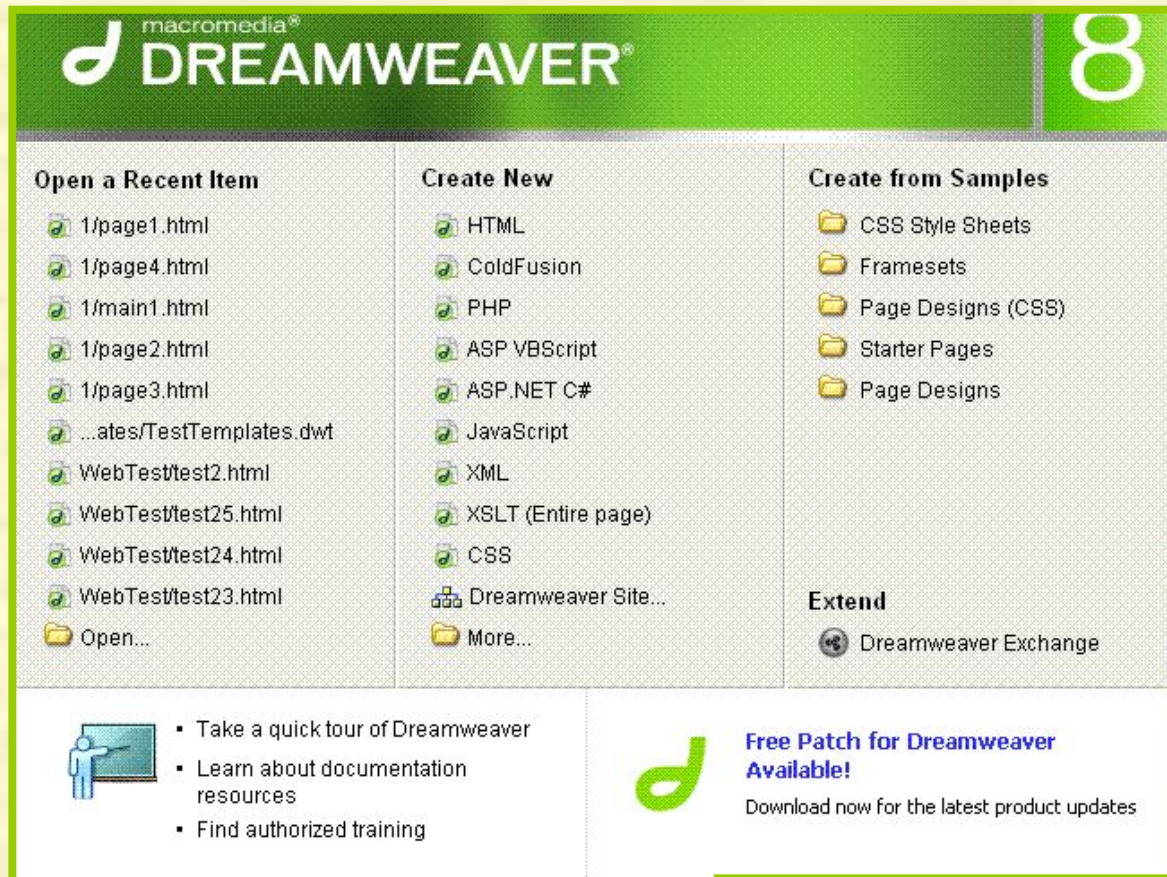 macromedia®
DREAMWEAVER®
8
Open a Recent Item
1/page1.html
1/page4.html
1/main1.html
1/page2.html
1/page3.html
...ates/TestTemplates.dwt
WebTest/test2.html
WebTest/test25.html
WebTest/test24.html
WebTest/test23.html
Open...
Create New
HTML
ColdFusion
PHP
ASP VBScript
ASP.NET C#
JavaScript
XML
XSLT (Entire page)
CSS
Dreamweaver Site...
More...
Create from Samples
CSS Style Sheets
Framesets
Page Designs (CSS)
Starter Pages
Page Designs
Extend
Dreamweaver Exchange
▪ Take a quick tour of Dreamweaver
▪ Learn about documentation
resources
▪ Find authorized training
Free Patch for Dreamweaver
Available!
Download now for the latest product updates